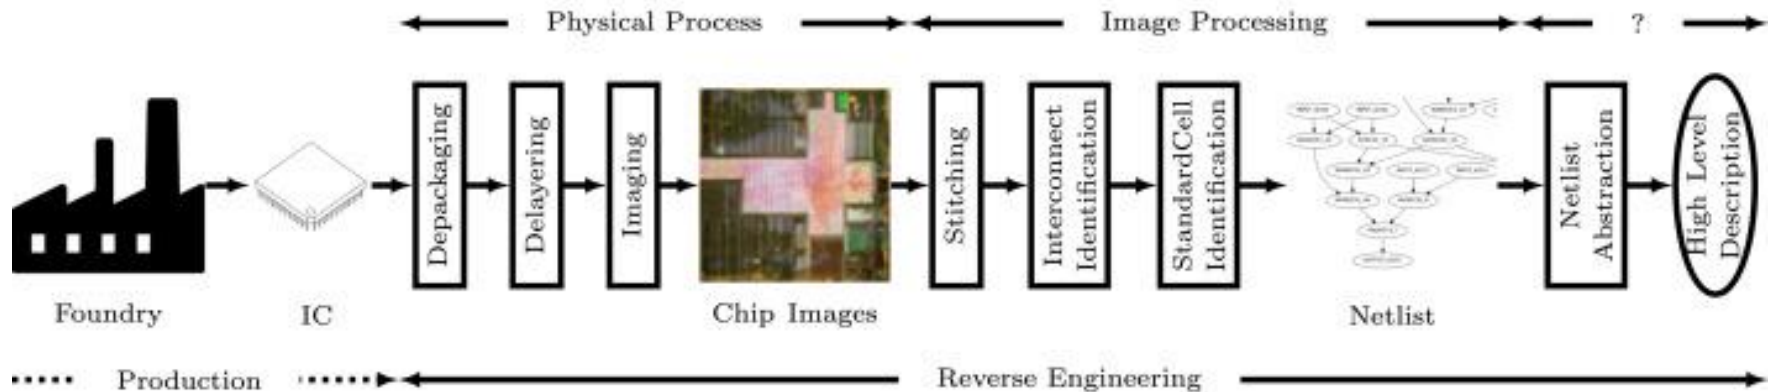 Physical Process
Image Processing
?
Depackaging
Delayering
Imaging
Stitching
Interconnect
Identification
StandardCell
Identification
Netlist
Abstraction
High Level
Description
Foundry
IC
Chip Images
Netlist
Production
Reverse Engineering